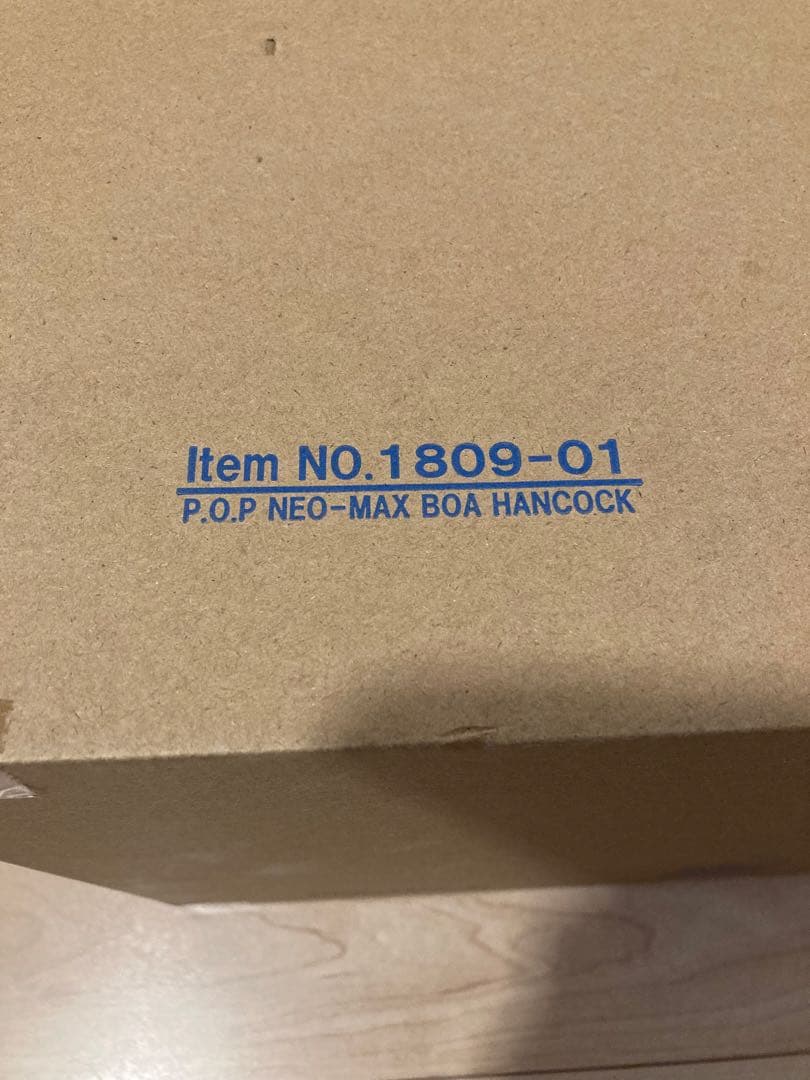 Item NO.1809-01
P.O.P NEO-MAX BOA HANCOCK